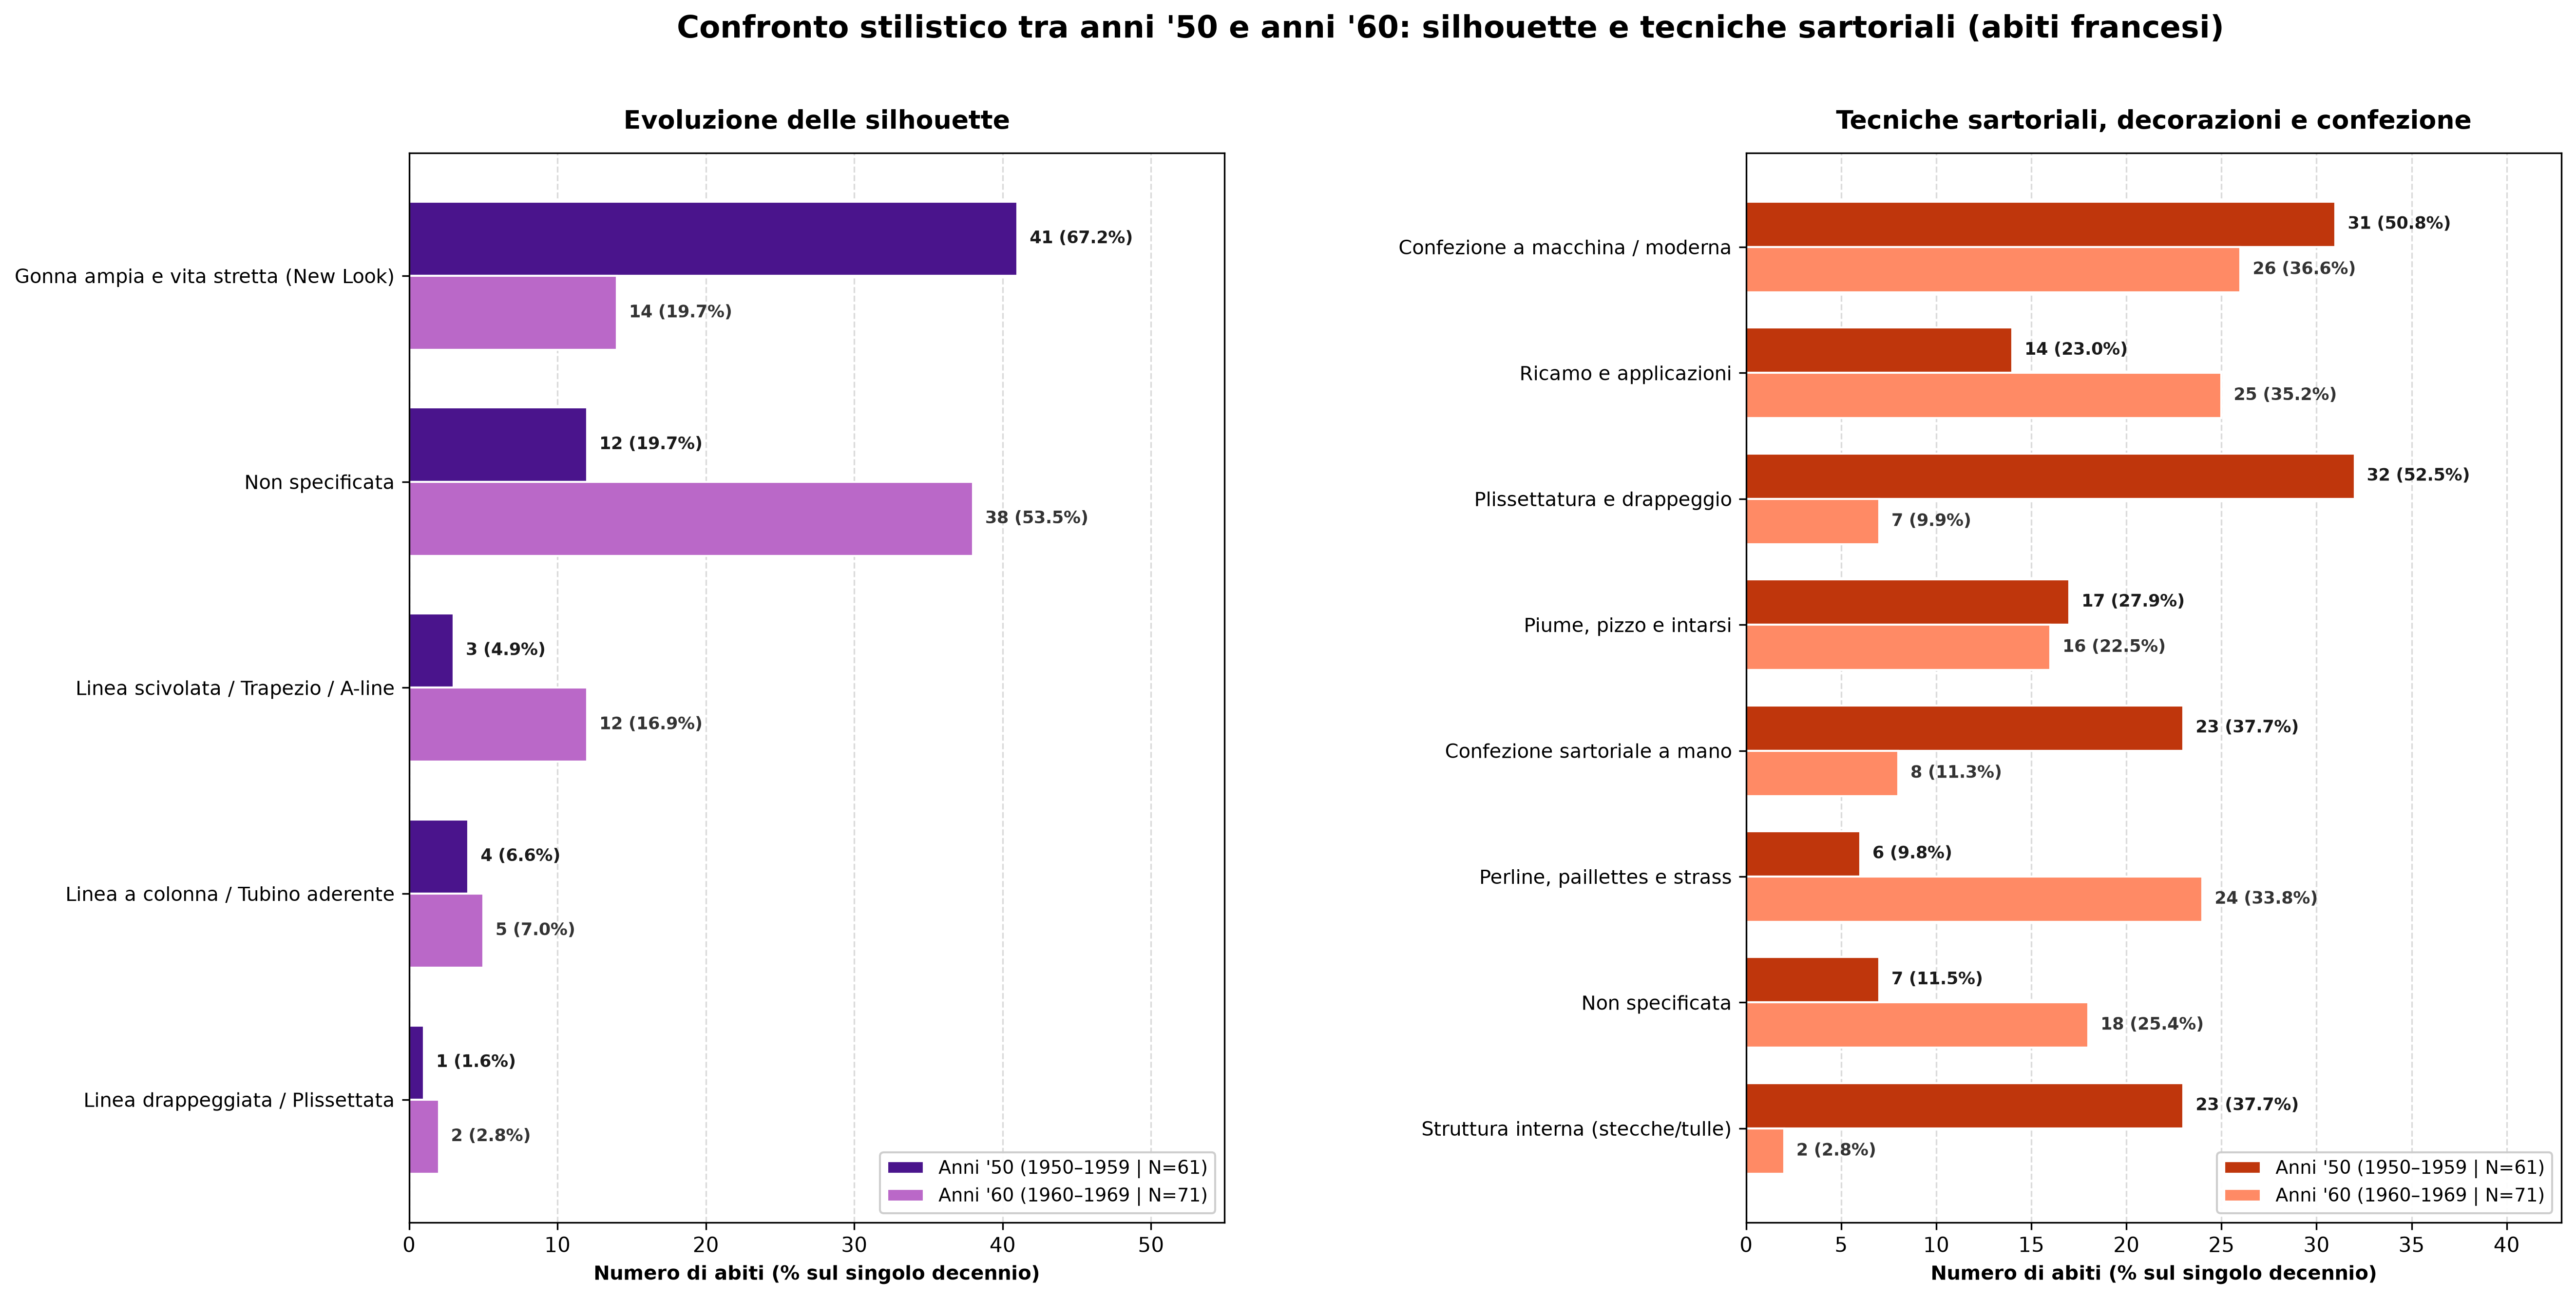 Confronto stilistico tra anni '50 e anni '60: silhouette e tecniche sartoriali (abiti francesi)
Evoluzione delle silhouette
Gonna ampia e vita stretta (New Look)
41 (67.2%)
14 (19.7%)
Non specificata
12 (19.7%)
38 (53.5%)
Linea scivolata / Trapezio / A-line
3 (4.9%)
12 (16.9%)
Linea a colonna / Tubino aderente
4 (6.6%)
5 (7.0%)
Linea drappeggiata / Plissettata
1 (1.6%)
2 (2.8%)
Anni '50 (1950–1959 | N=61)
Anni '60 (1960–1969 | N=71)
0 10 20 30 40 50
Numero di abiti (% sul singolo decennio)
Tecniche sartoriali, decorazioni e confezione
Confezione a macchina / moderna
31 (50.8%)
26 (36.6%)
Ricamo e applicazioni
14 (23.0%)
25 (35.2%)
Plissettatura e drappeggio
32 (52.5%)
7 (9.9%)
Piume, pizzo e intarsi
17 (27.9%)
16 (22.5%)
Confezione sartoriale a mano
23 (37.7%)
8 (11.3%)
Perline, paillettes e strass
6 (9.8%)
24 (33.8%)
Non specificata
7 (11.5%)
18 (25.4%)
Struttura interna (stecche/tulle)
23 (37.7%)
2 (2.8%)
Anni '50 (1950–1959 | N=61)
Anni '60 (1960–1969 | N=71)
0 5 10 15 20 25 30 35 40
Numero di abiti (% sul singolo decennio)